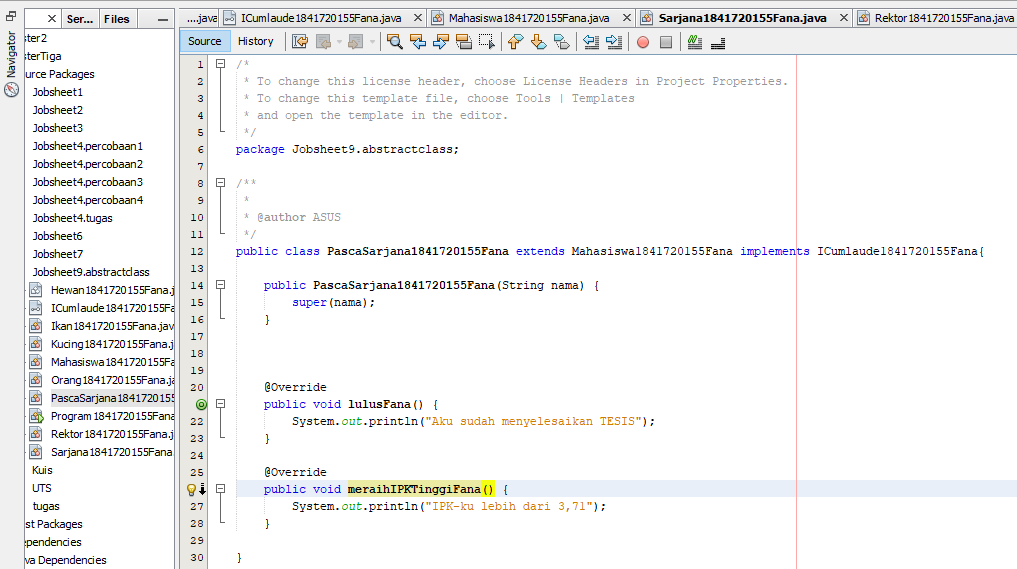 Ser...
Files
....java
ICumlaude1841720155Fana.java
Mahasiswa1841720155Fana.java
Sarjana1841720155Fana.java
Rektor1841720155Fana.java
Navigator
Source
History
ster2
sterTiga
urce Packages
Jobsheet1
Jobsheet2
Jobsheet3
Jobsheet4.percobaan1
Jobsheet4.percobaan2
Jobsheet4.percobaan3
Jobsheet4.percobaan4
Jobsheet4.tugas
Jobsheet6
Jobsheet7
Jobsheet9.abstractclass
Hewan1841720155Fana.j
ICumlaude1841720155Fa
Ikan1841720155Fana.jav
Kucing1841720155Fana.j
Mahasiswa1841720155Fa
Orang1841720155Fana.ja
PascaSarjana1841720155
Program1841720155Fana
Rektor1841720155Fana.j
Sarjana1841720155Fana.
Kuis
UTS
tugas
st Packages
ependencies
va Dependencies
1 /*
2 * To change this license header, choose License Headers in Project Properties.
3 * To change this template file, choose Tools | Templates
4 * and open the template in the editor.
5 */
6 package Jobsheet9.abstractclass;
7
8 /**
9 *
10 * @author ASUS
11 */
12 public class PascaSarjana1841720155Fana extends Mahasiswa1841720155Fana implements ICumlaude1841720155Fana{
13
14 public PascaSarjana1841720155Fana(String nama) {
15 super(nama);
16 }
17
18
19
20 @Override
public void lulusFana() {
22 System.out.println("Aku sudah menyelesaikan TESIS");
23 }
24
25 @Override
public void meraihIPKTinggiFana() {
27 System.out.println("IPK-ku lebih dari 3,71");
28 }
29
30 }